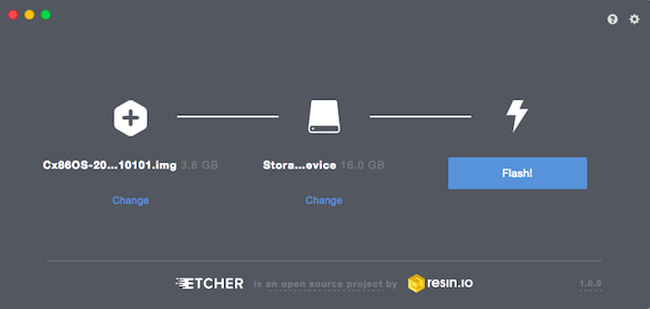 Cx86OS-20...10101.img 3.6 GB
Stora...evice 16.0 GB
Flash!
Change
Change
ETCHER is an open source project by resin.io
1.0.0